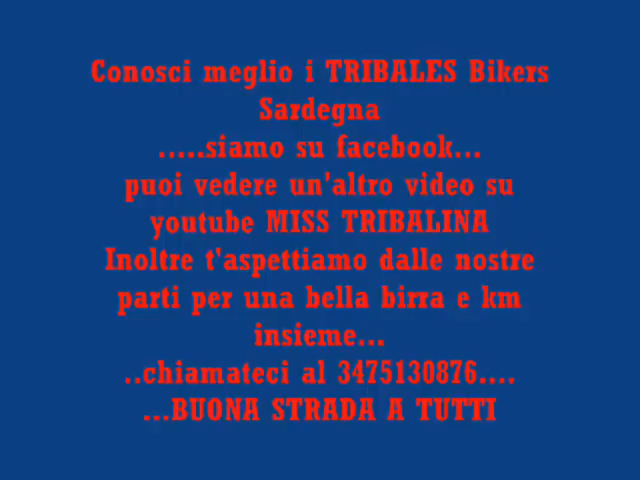 Conosci meglio i TRIBALES Bikers
Sardegna
.....siamo su facebook...
puoi vedere un'altro video su
youtube MISS TRIBALINA
Inoltre t'aspettiamo dalle nostre
parti per una bella birra e km
insieme...
..chiamateci al 3475130876....
...BUONA STRADA A TUTTI